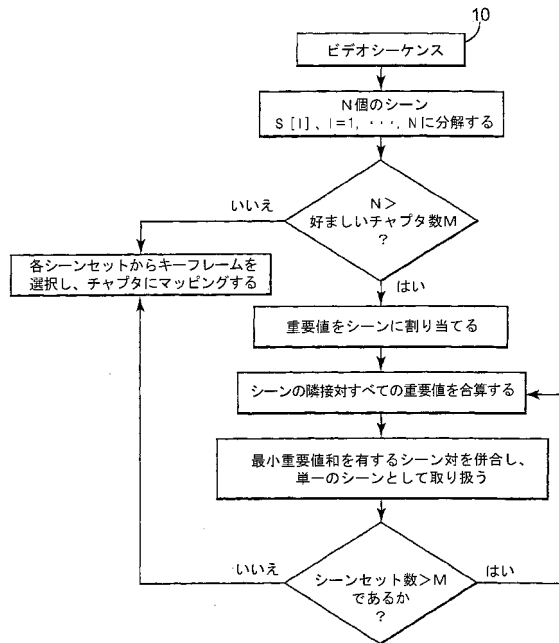 10
ビデオシーケンス
N個のシーン
S[I]、I=1, ･･･, Nに分解する
N＞
好ましいチャプタ数M
?
いいえ
はい
各シーンセットからキーフレームを
選択し、チャプタにマッピングする
重要値をシーンに割り当てる
シーンの隣接対すべての重要値を合算する
最小重要値和を有するシーン対を併合し、
単一のシーンとして取り扱う
いいえ
はい
シーンセット数＞M
であるか
?